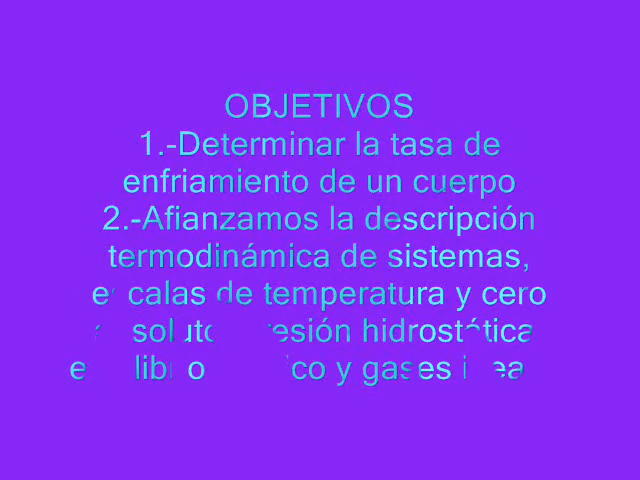 OBJETIVOS
1.-Determinar la tasa de
enfriamiento de un cuerpo
2.-Afianzamos la descripción
termodinámica de sistemas,
escalas de temperatura y cero
hidrostática
y gases